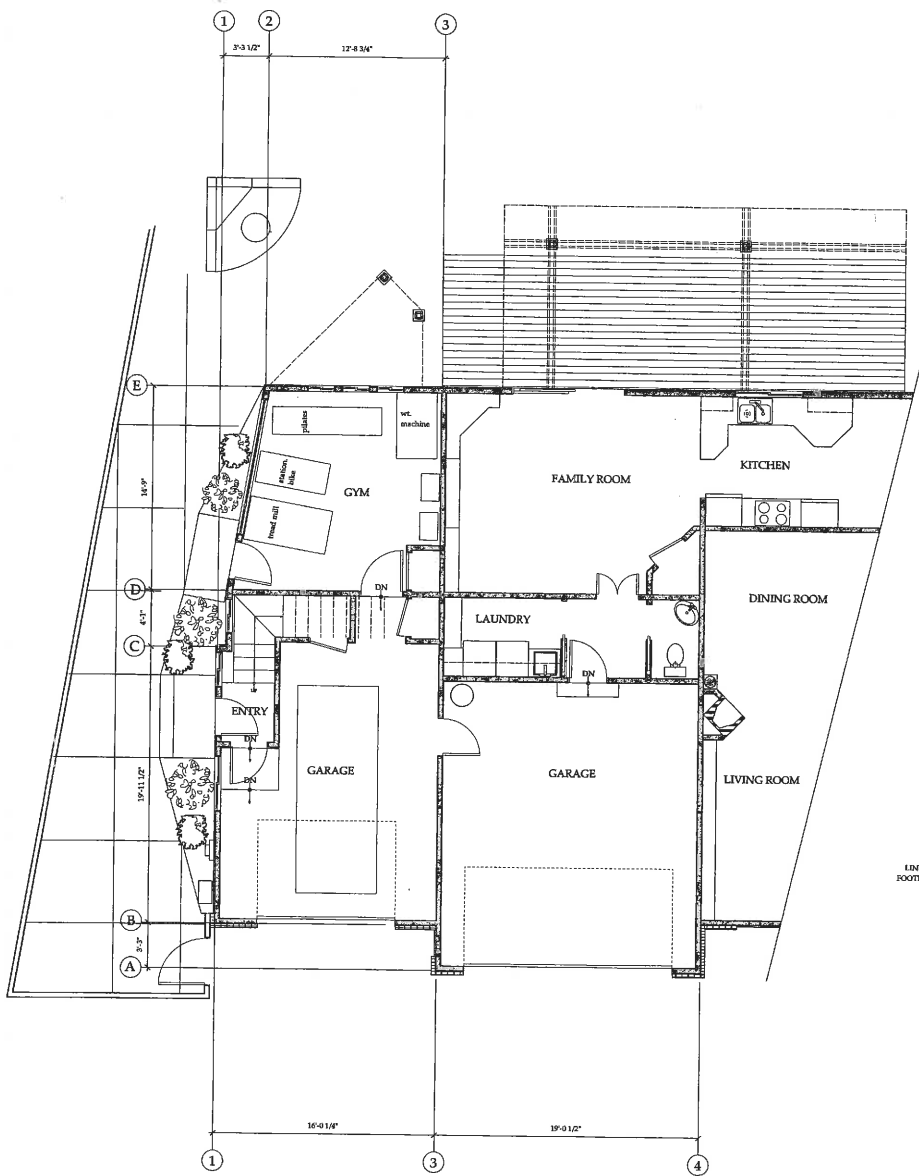 1
2
3
3'-3 1/2"
12'-8 3/4"
E
pilates
wt.
machine
station.
bike
GYM
tread mill
FAMILY ROOM
KITCHEN
14'-9"
D
DN
DINING ROOM
4'-1"
LAUNDRY
C
DN
ENTRY
DN
GARAGE
GARAGE
LIVING ROOM
DN
19'-11 1/2"
LIN
FOOTI
B
3'-3"
A
16'-0 1/4"
19'-0 1/2"
1
3
4